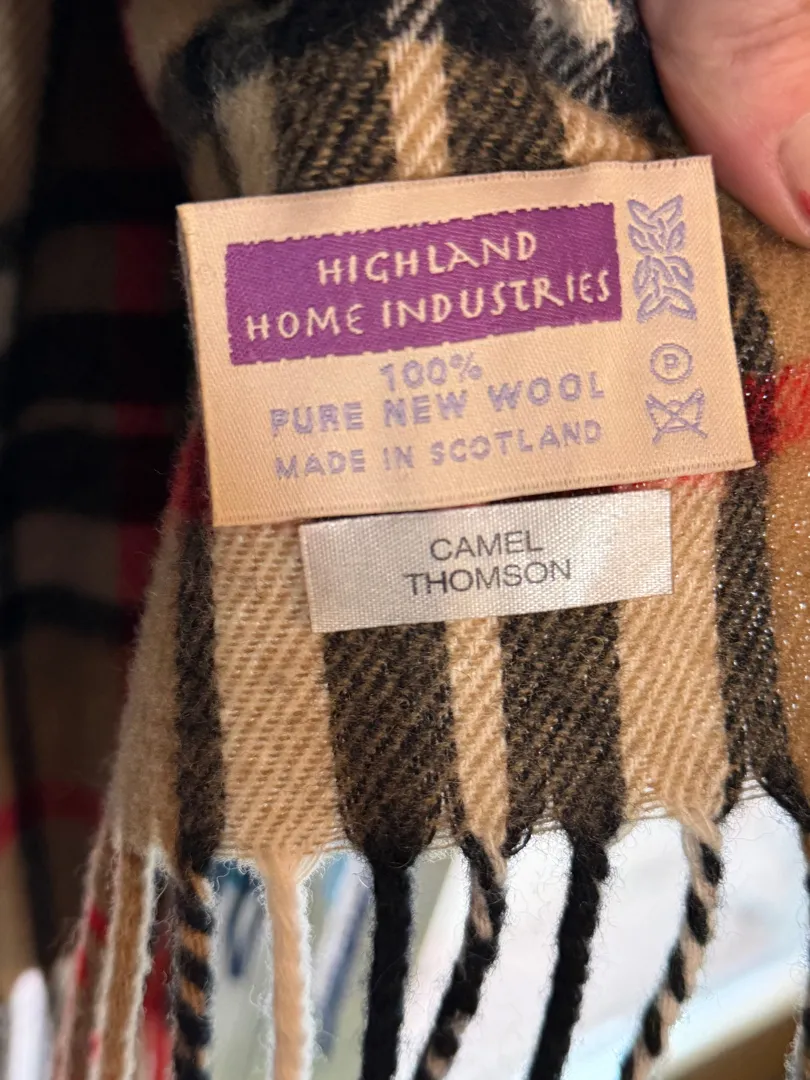 HIGHLAND
HOME INDUSTRIES
100%
PURE NEW WOOL
MADE IN SCOTLAND
P
CAMEL
THOMSON